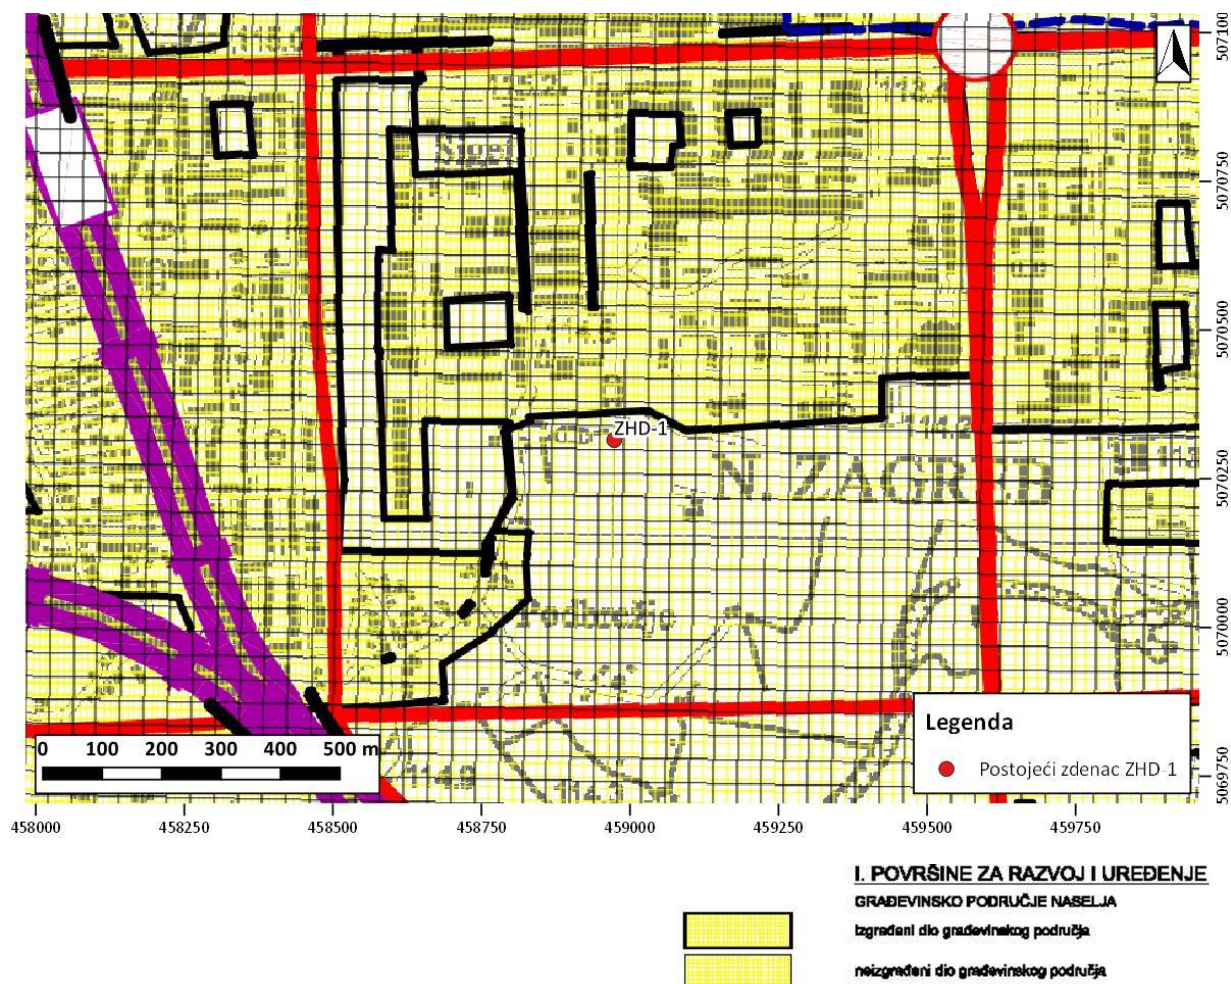 5071000
5070750
5070500
5070250
5070000
5069750
Siget
ZHD-1
N. ZAGREB
Podbrežje
Legenda
Postojeći zdenac ZHD-1
0 100 200 300 400 500 m
458000 458250 458500 458750 459000 459250 459500 459750
I. POVRŠINE ZA RAZVOJ I UREĐENJE
GRAĐEVINSKO PODRUČJE NASELJA
izgrađeni dio građevinskog područja
neizgrađeni dio građevinskog područja